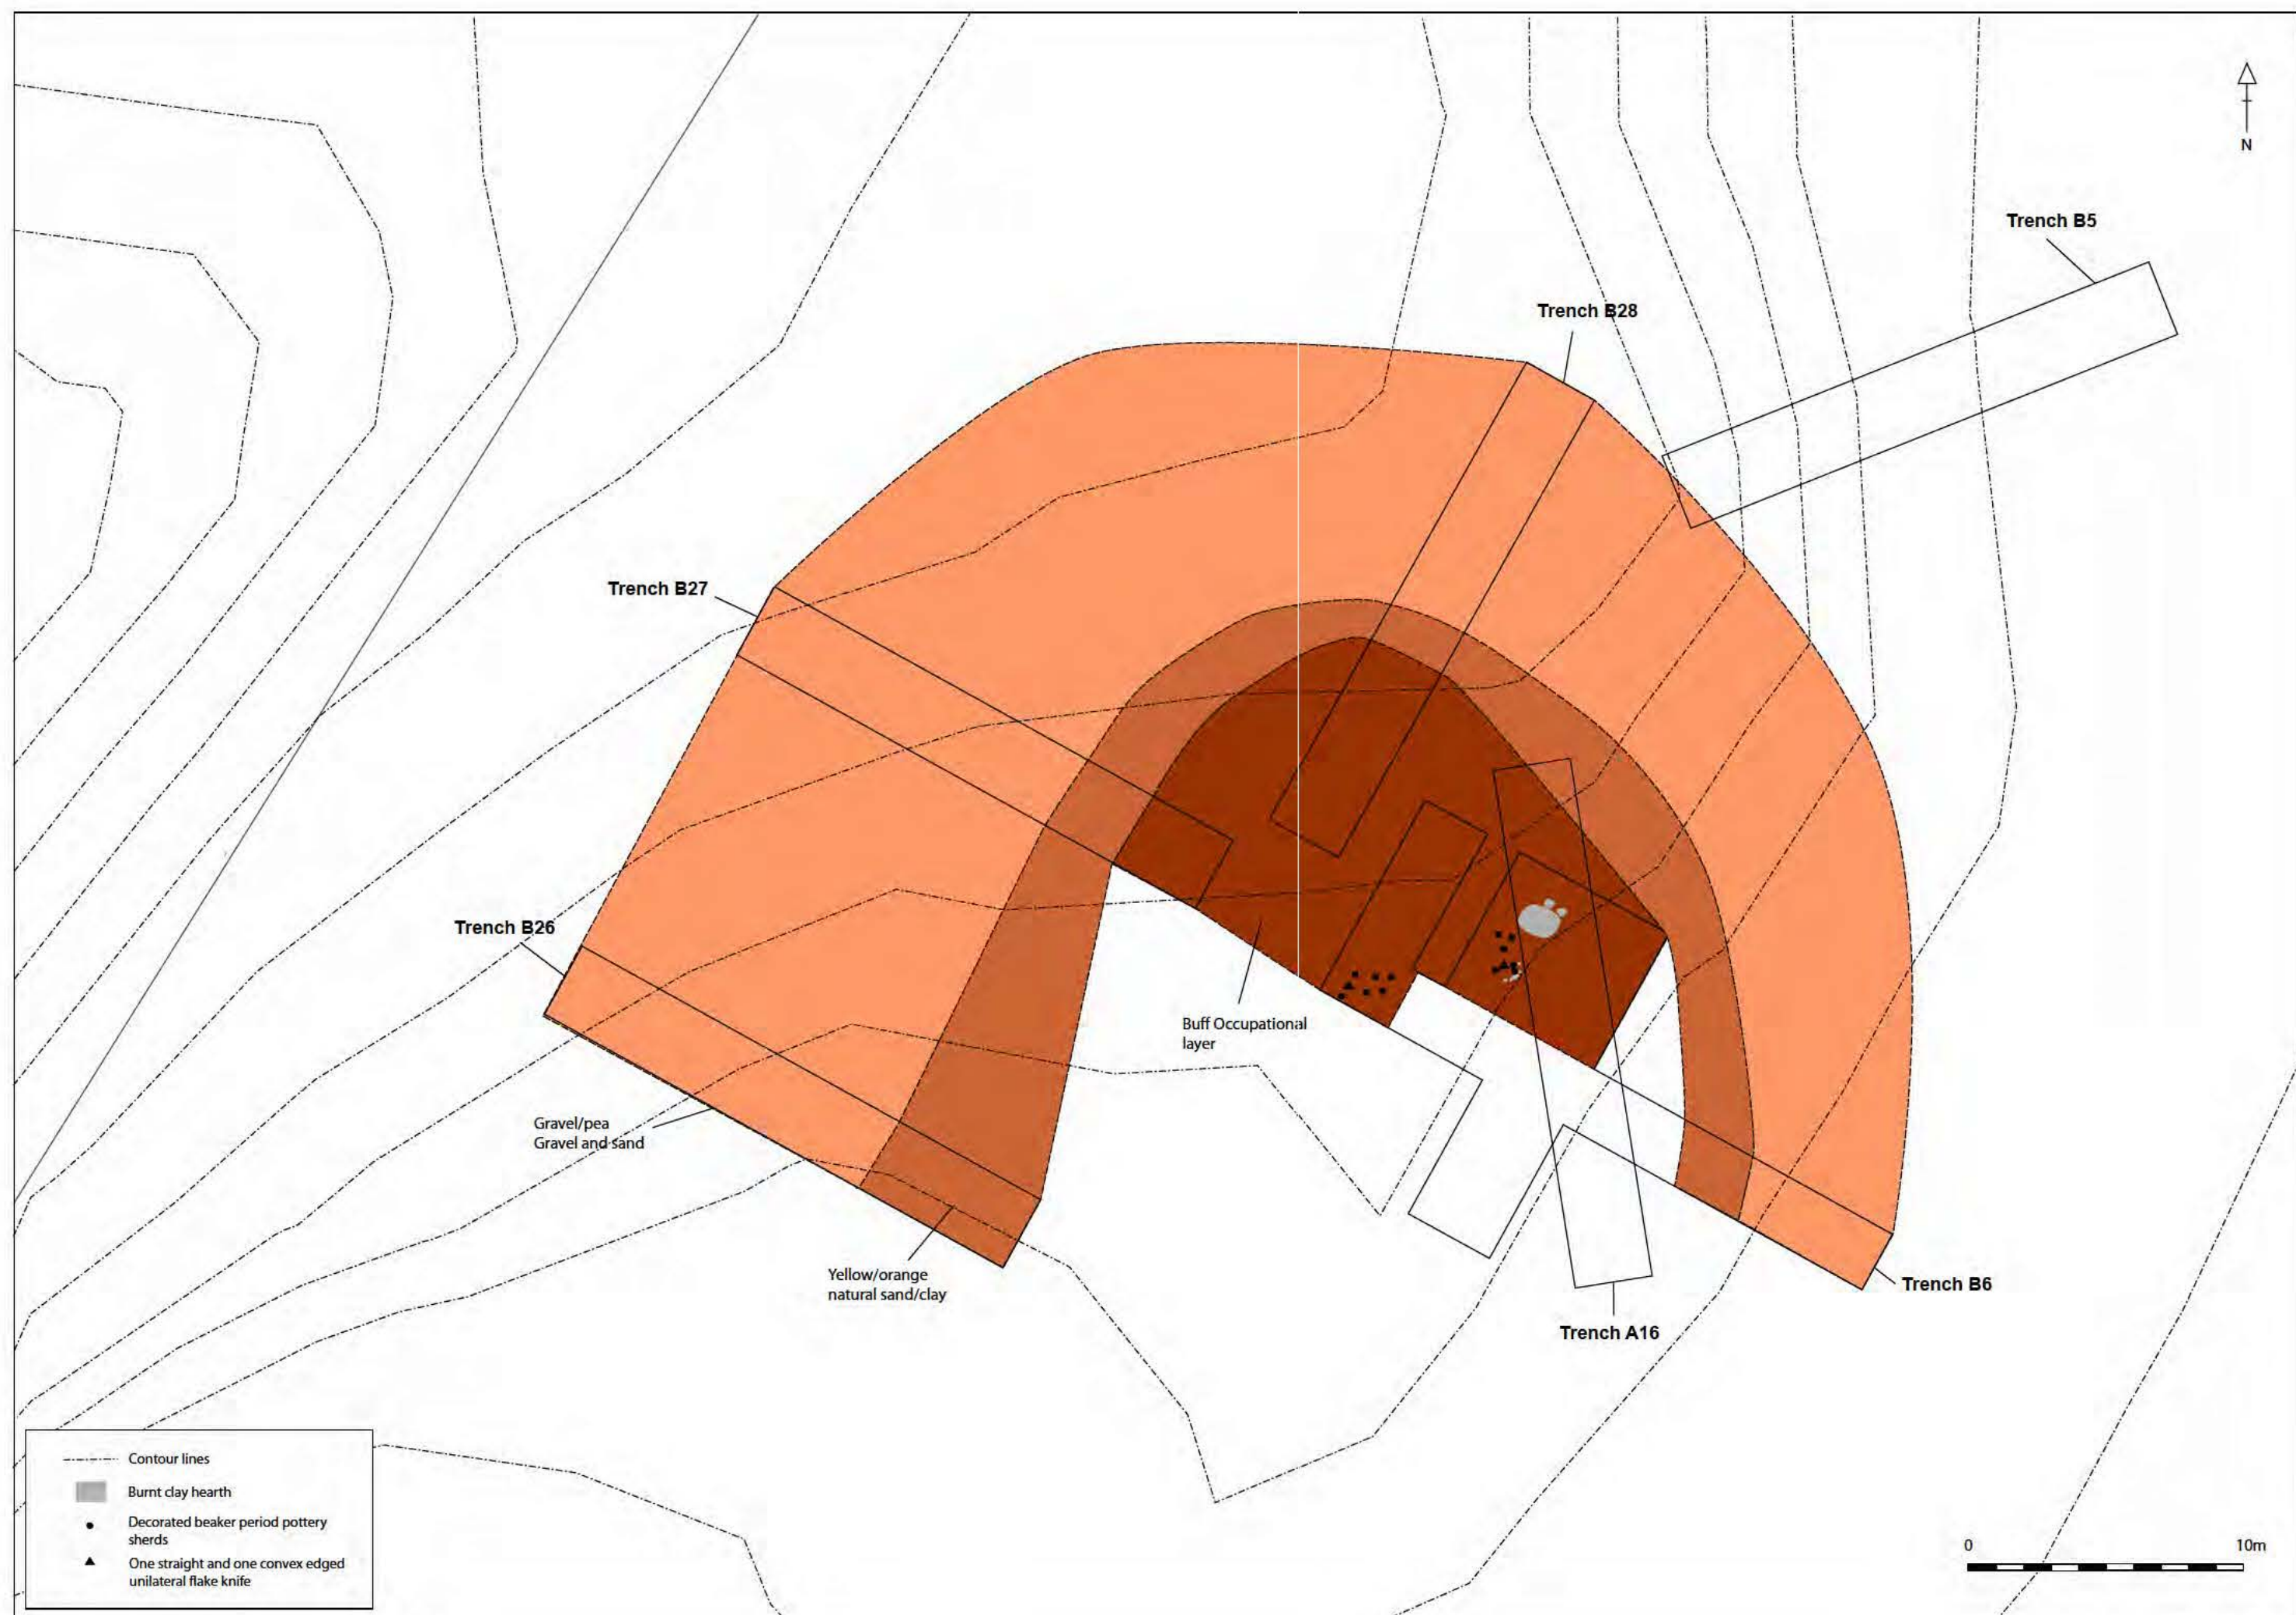 N
Trench B5
Trench B28
Trench B27
Trench B26
Buff Occupational
layer
Gravel/pea
Gravel and sand
Yellow/orange
natural sand/clay
Trench B6
Trench A16
Contour lines
Burnt clay hearth
Decorated beaker period pottery
sherds
One straight and one convex edged
unilateral flake knife
0 10m